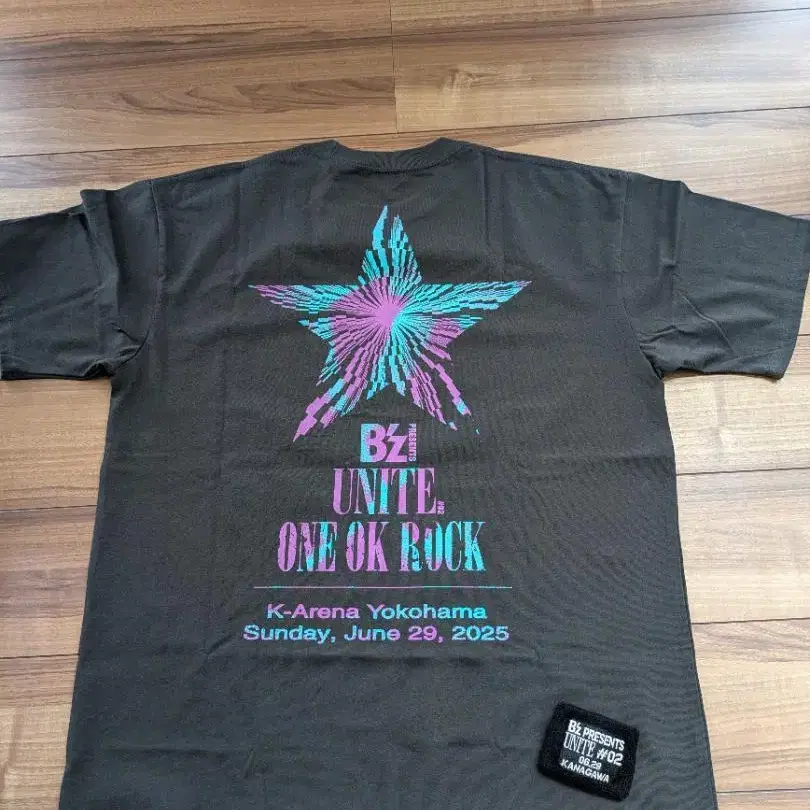 B'z PRESENTS
UNITE #02
ONE OK ROCK
K-Arena Yokohama
Sunday, June 29, 2025
B'z PRESENTS
UNITE #02
06.29
KANAGAWA